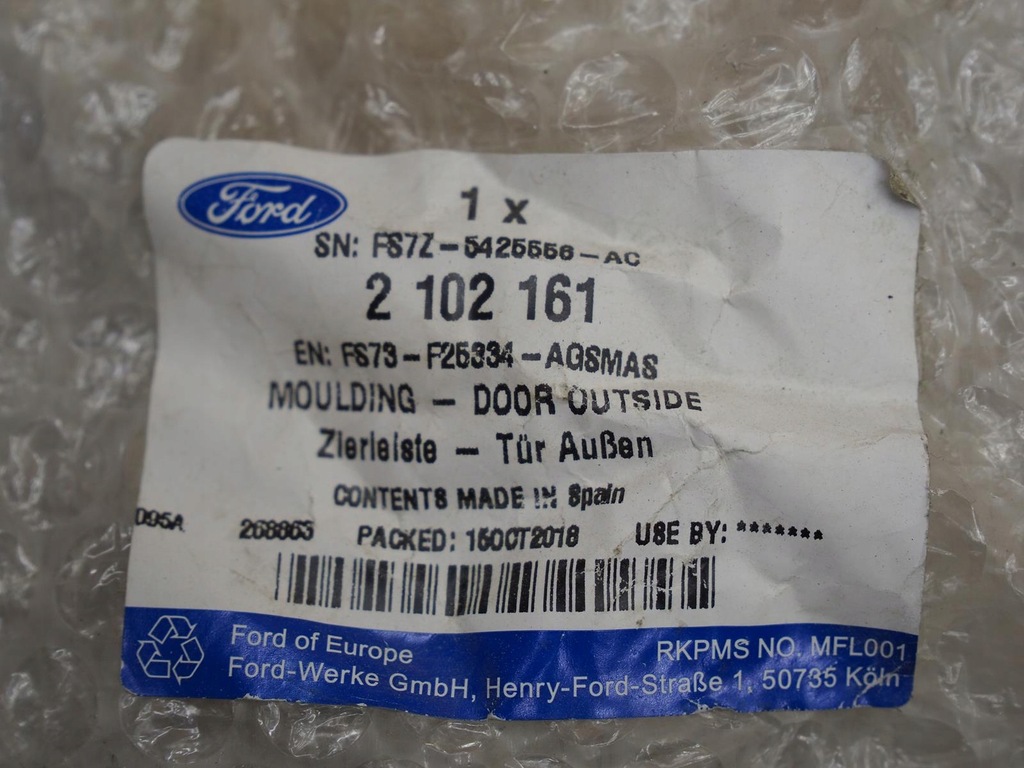 Ford
1 x
SN: FS7Z-5425556-AC
2 102 161
EN: FS73-F25334-AGSMAS
MOULDING - DOOR OUTSIDE
Zierleiste - Tür Außen
CONTENTS MADE IN Spain
D95A 268863 PACKED: 15OCT2018 USE BY: *******
Ford of Europe
RKPMS NO. MFL001
Ford-Werke GmbH, Henry-Ford-Straße 1, 50735 Köln